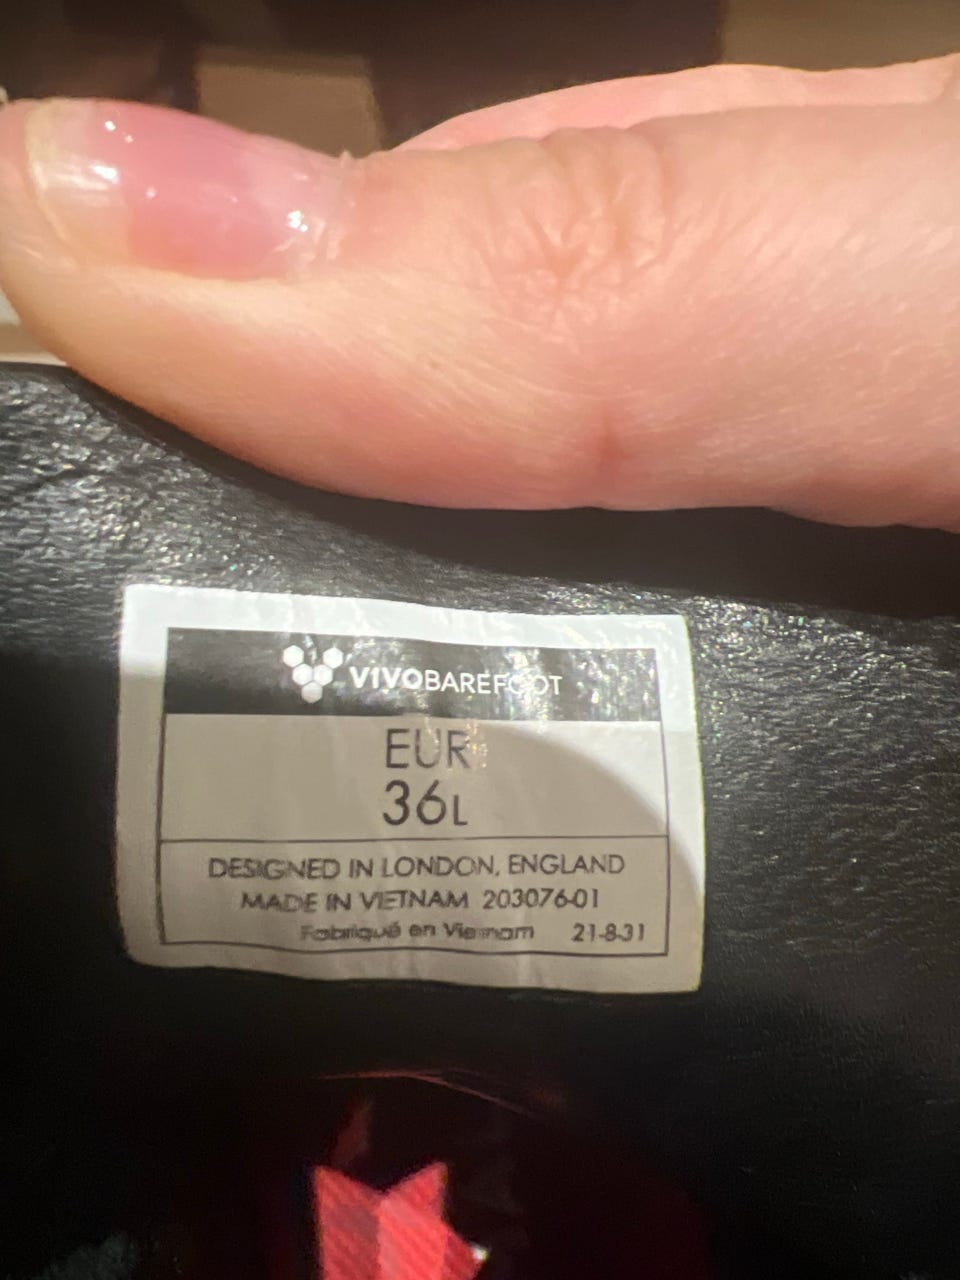 VIVOBAREFOOT
EUR
36L
DESIGNED IN LONDON, ENGLAND
MADE IN VIETNAM 203076-01
Fabriqué en Vietnam 21-8-31